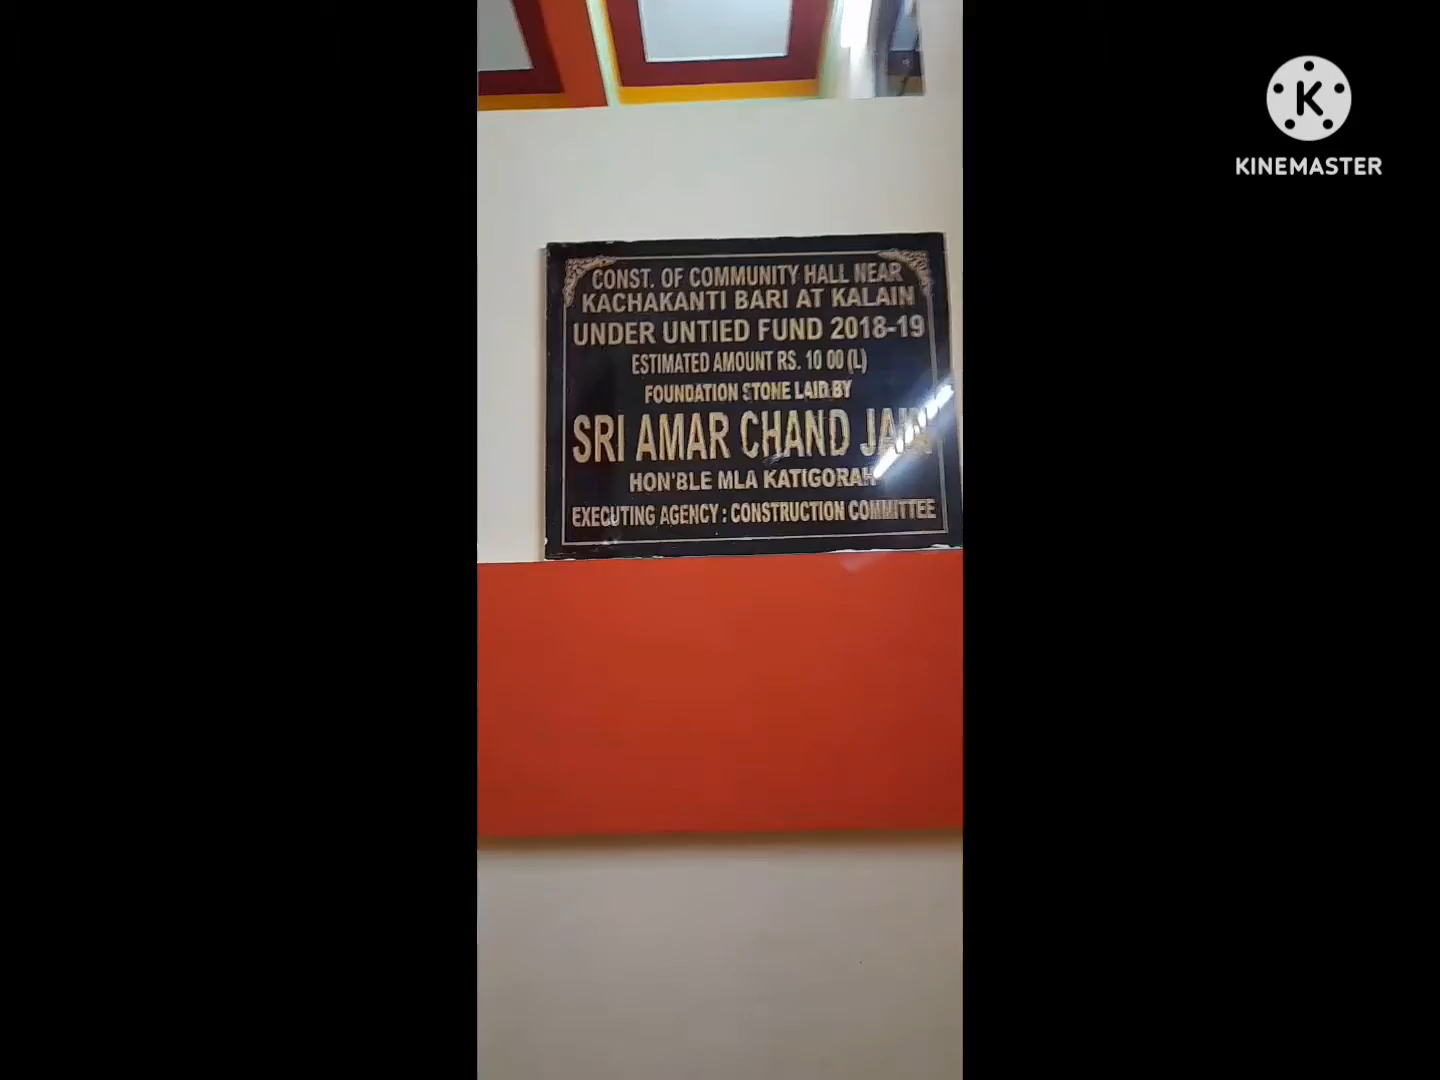 CONST. OF COMMUNITY HALL NEAR
KACHAKANTI BARI AT KALAIN
UNDER UNTIED FUND 2018-19
ESTIMATED AMOUNT RS. 10 00 (L)
FOUNDATION STONE LAID BY
SRI AMAR CHAND JAIN
HON'BLE MLA KATIGORAH
EXECUTING AGENCY : CONSTRUCTION COMMITTEE
K
KINEMASTER